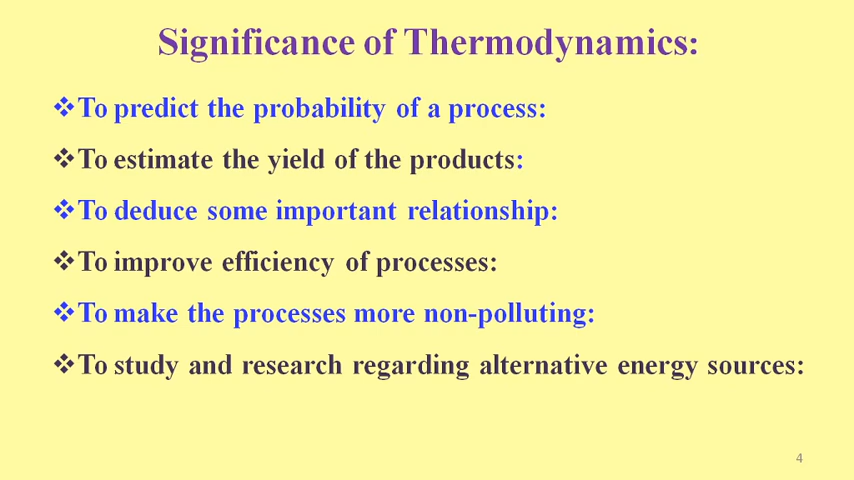 Significance of Thermodynamics:
❖To predict the probability of a process:
❖To estimate the yield of the products:
❖To deduce some important relationship:
❖To improve efficiency of processes:
❖To make the processes more non-polluting:
❖To study and research regarding alternative energy sources:
4